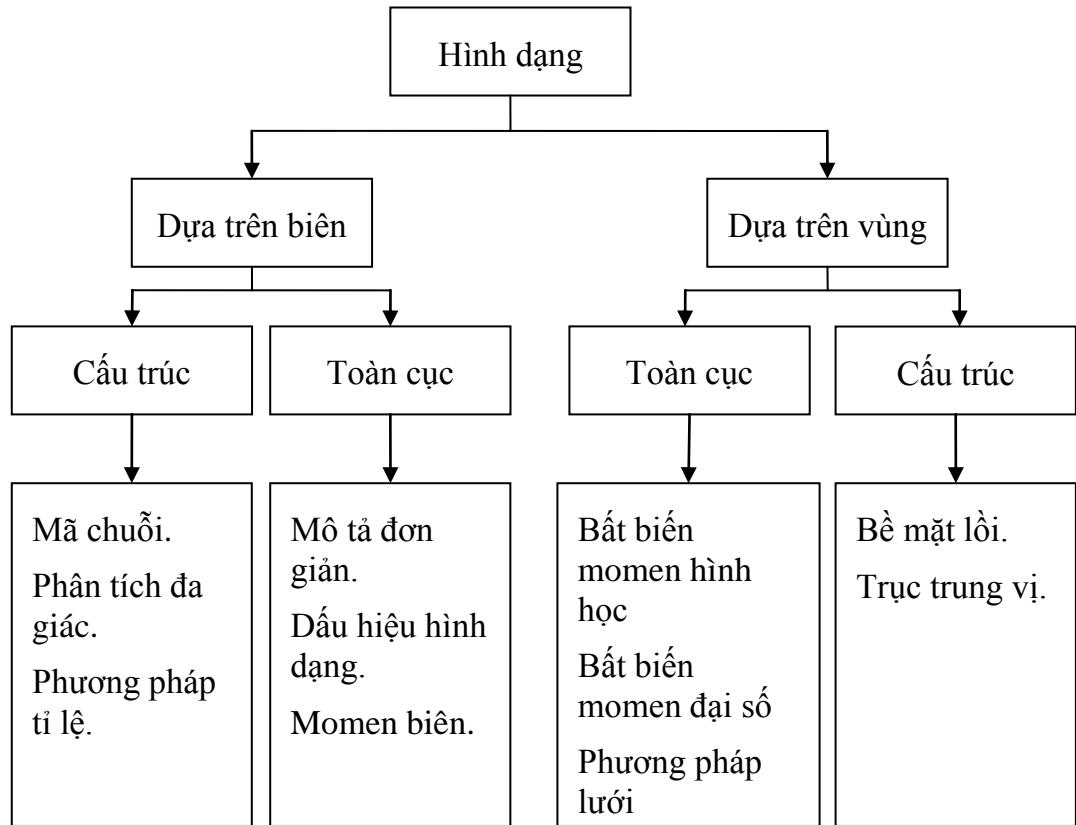 Hình dạng
Dựa trên biên
Dựa trên vùng
Cấu trúc
Toàn cục
Toàn cục
Cấu trúc
Mã chuỗi.
Phân tích đa
giác.
Phương pháp
tỉ lệ.
Mô tả đơn
giản.
Dấu hiệu hình
dạng.
Momen biên.
Bất biến
momen hình
học
Bất biến
momen đại số
Phương pháp
lưới
Bề mặt lồi.
Trục trung vị.